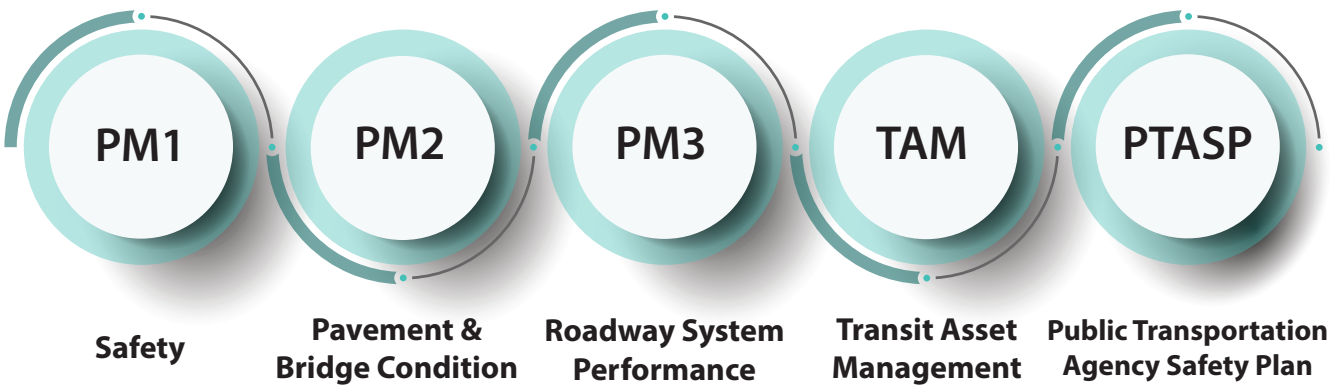 PM1
PM2
PM3
TAM
PTASP
Safety
Pavement &
Bridge Condition
Roadway System
Performance
Transit Asset
Management
Public Transportation
Agency Safety Plan